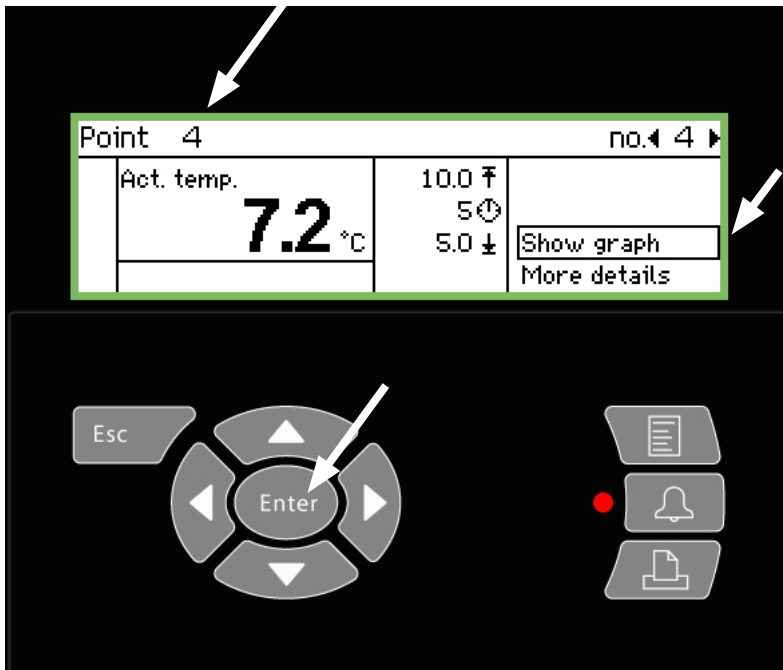 Point 4 no. 4
Act. temp.
7.2 °C
10.0
5
5.0
Show graph
More details
Esc
Enter